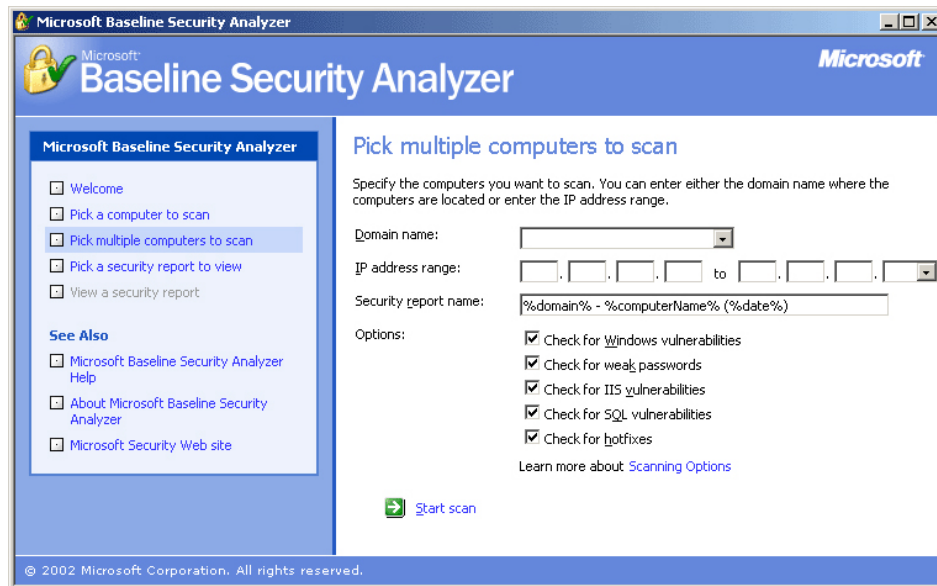 Microsoft Baseline Security Analyzer
Microsoft
Baseline Security Analyzer
Microsoft
Microsoft Baseline Security Analyzer
Welcome
Pick a computer to scan
Pick multiple computers to scan
Pick a security report to view
View a security report
See Also
Microsoft Baseline Security Analyzer
Help
About Microsoft Baseline Security
Analyzer
Microsoft Security Web site
Pick multiple computers to scan
Specify the computers you want to scan. You can enter either the domain name where the
computers are located or enter the IP address range.
Domain name:
IP address range: . . . to . . .
Security report name: %domain% - %computerName% (%date%)
Options:
Check for Windows vulnerabilities
Check for weak passwords
Check for IIS vulnerabilities
Check for SQL vulnerabilities
Check for hotfixes
Learn more about Scanning Options
Start scan
© 2002 Microsoft Corporation. All rights reserved.